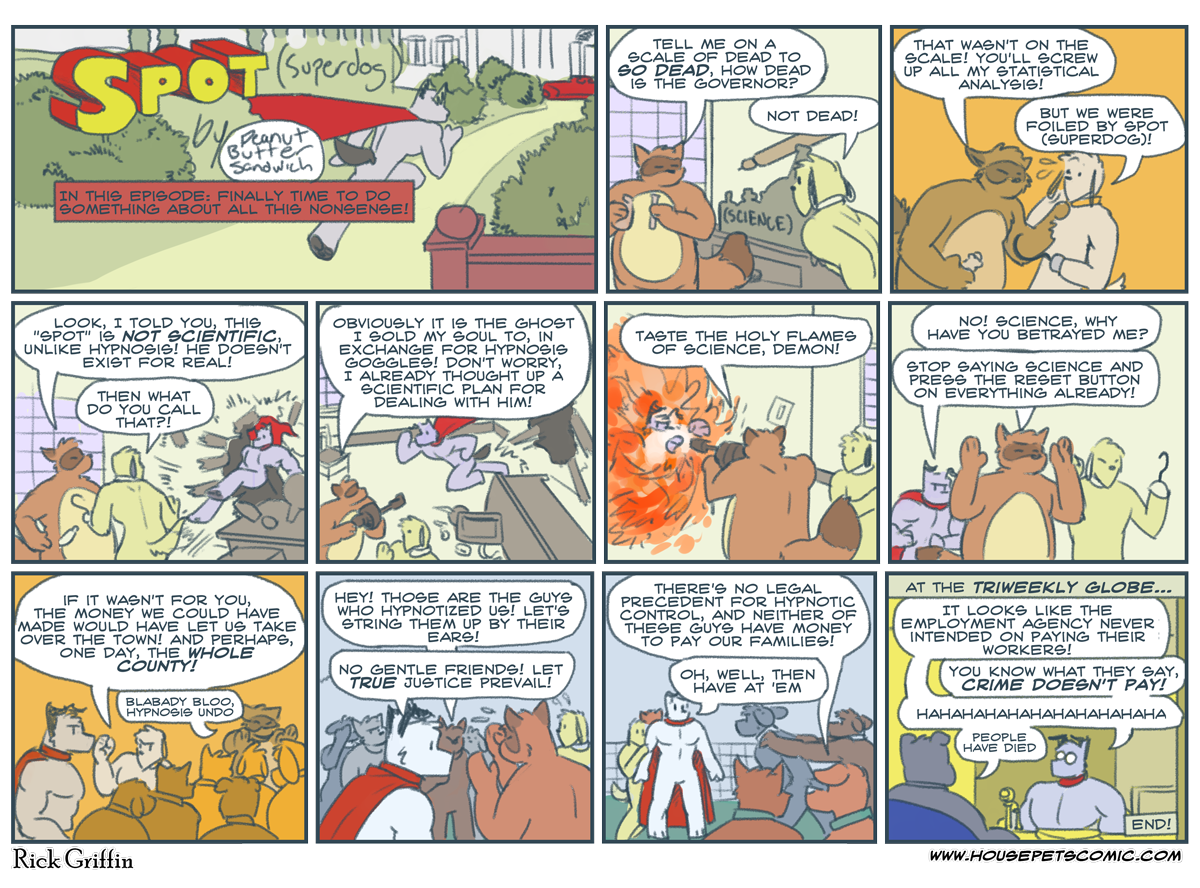 SPOT
(Superdog)
by
Peanut
Butter
Sandwich
IN THIS EPISODE: FINALLY TIME TO DO
SOMETHING ABOUT ALL THIS NONSENSE!
TELL ME ON A
SCALE OF DEAD TO
SO DEAD, HOW DEAD
IS THE GOVERNOR?
NOT DEAD!
(SCIENCE)
THAT WASN'T ON THE
SCALE! YOU'LL SCREW
UP ALL MY STATISTICAL
ANALYSIS!
BUT WE WERE
FOILED BY SPOT
(SUPERDOG)!
LOOK, I TOLD YOU, THIS
"SPOT" IS NOT SCIENTIFIC,
UNLIKE HYPNOSIS! HE DOESN'T
EXIST FOR REAL!
THEN WHAT
DO YOU CALL
THAT?!
OBVIOUSLY IT IS THE GHOST
I SOLD MY SOUL TO, IN
EXCHANGE FOR HYPNOSIS
GOGGLES! DON'T WORRY,
I ALREADY THOUGHT UP A
SCIENTIFIC PLAN FOR
DEALING WITH HIM!
TASTE THE HOLY FLAMES
OF SCIENCE, DEMON!
NO! SCIENCE, WHY
HAVE YOU BETRAYED ME?
STOP SAYING SCIENCE AND
PRESS THE RESET BUTTON
ON EVERYTHING ALREADY!
IF IT WASN'T FOR YOU,
THE MONEY WE COULD HAVE
MADE WOULD HAVE LET US TAKE
OVER THE TOWN! AND PERHAPS,
ONE DAY, THE WHOLE
COUNTY!
BLABADY BLOO,
HYPNOSIS UNDO
HEY! THOSE ARE THE GUYS
WHO HYPNOTIZED US! LET'S
STRING THEM UP BY THEIR
EARS!
NO GENTLE FRIENDS! LET
TRUE JUSTICE PREVAIL!
THERE'S NO LEGAL
PRECEDENT FOR HYPNOTIC
CONTROL, AND NEITHER OF
THESE GUYS HAVE MONEY
TO PAY OUR FAMILIES!
OH, WELL, THEN
HAVE AT 'EM
AT THE TRIWEEKLY GLOBE...
IT LOOKS LIKE THE
EMPLOYMENT AGENCY NEVER
INTENDED ON PAYING THEIR
WORKERS!
YOU KNOW WHAT THEY SAY,
CRIME DOESN'T PAY!
HAHAHAHAHAHAHAHAHAHA
PEOPLE
HAVE DIED
END!
Rick Griffin
WWW.HOUSEPETSCOMIC.COM